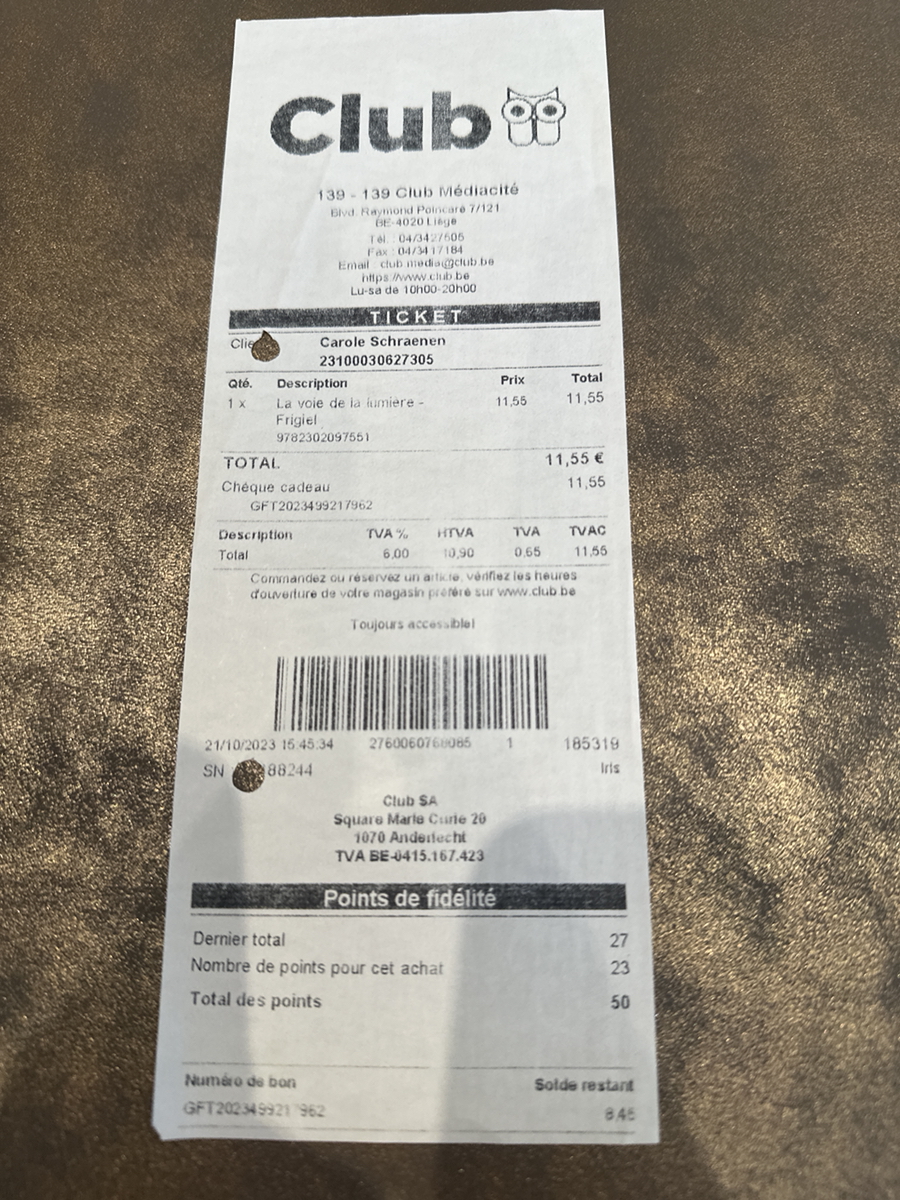 Club
139 - 139 Club Médiacité
Blvd. Raymond Poincaré 7/121
BE-4020 Liège
Tél. : 04/3427605
Fax : 04/3417184
Email : club.media@club.be
https://www.club.be
Lu-sa de 10h00-20h00
TICKET
Carole Schraenen
23100030627305
Qté. Description Prix Total
1 x La voie de la lumière - 11,55 11,55
Frigiel
9782302097551
TOTAL 11,55 €
Chèque cadeau 11,55
GFT2023499217962
Description TVA % HTVA TVA TVAC
Total 6,00 10,90 0,65 11,55
Commandez ou réservez un article, vérifiez les heures
d'ouverture de votre magasin préféré sur www.club.be
Toujours accessible!
21/10/2023 15:45:34 1 185319
SN 88244 Iris
Club SA
Square Marie Curie 20
1070 Anderlecht
TVA BE-0415.167.423
Points de fidélité
Dernier total 27
Nombre de points pour cet achat 23
Total des points 50
Numéro de bon Solde restant
GFT2023499217962 8,45